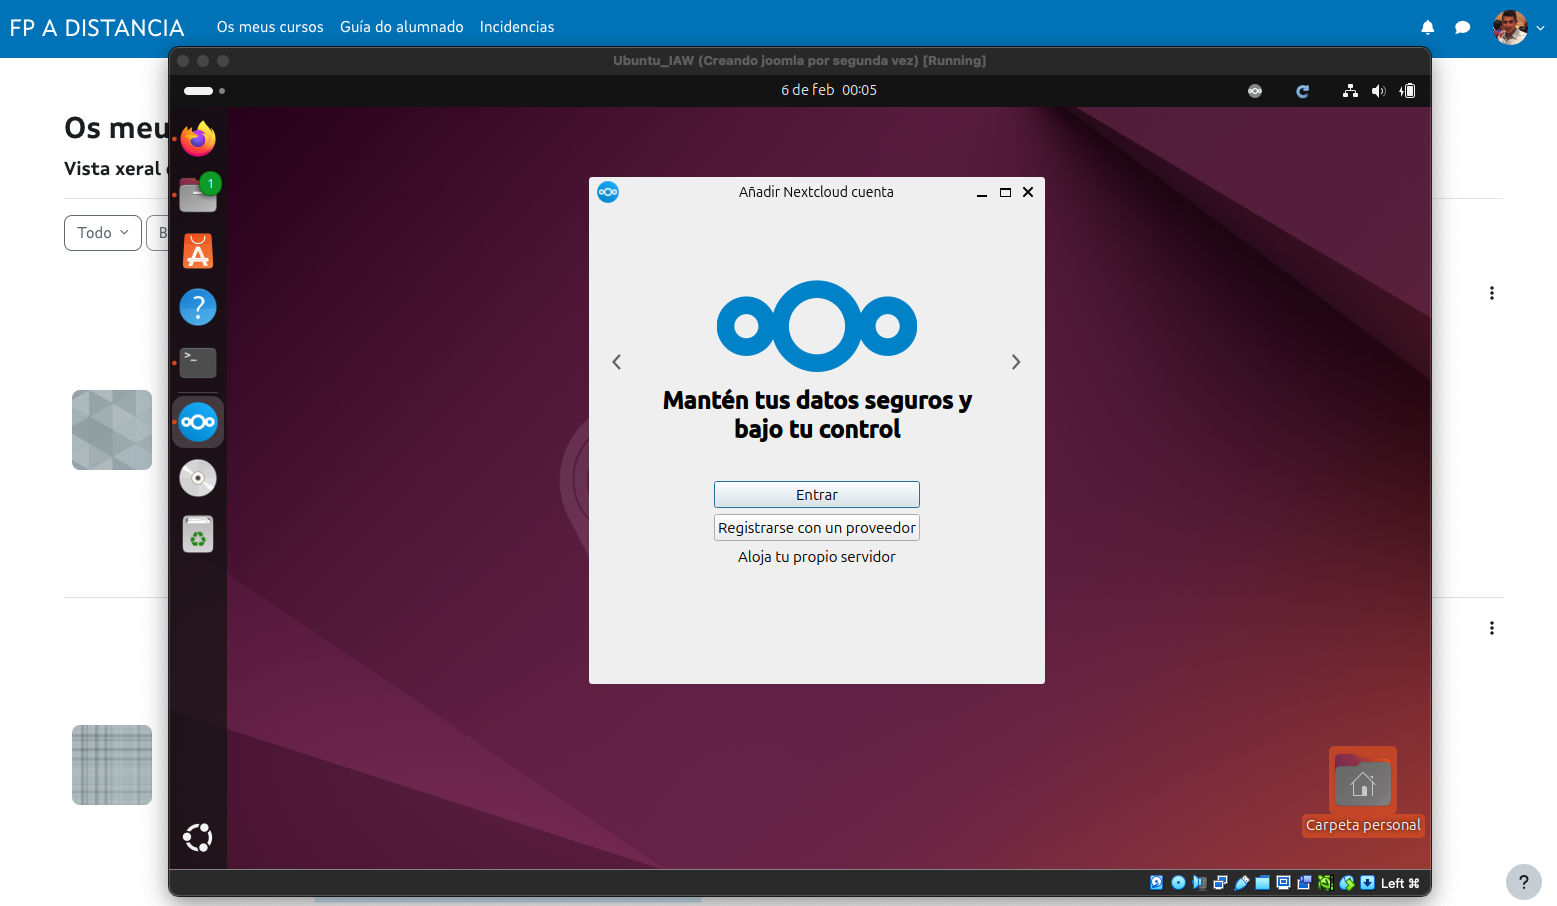 FP A DISTANCIA
Os meus cursos
Guía do alumnado
Incidencias
Ubuntu_IAW (Creando joomla por segunda vez) [Running]
6 de feb 00:05
Os meu
Vista xeral
Todo
B
1
?
>_
Añadir Nextcloud cuenta
Mantén tus datos seguros y
bajo tu control
Entrar
Registrarse con un proveedor
Aloja tu propio servidor
Carpeta personal
Left ⌘
?